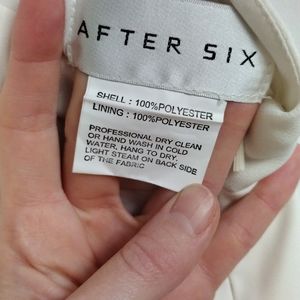 AFTER SIX
SHELL : 100%POLYESTER
LINING : 100%POLYESTER
PROFESSIONAL DRY CLEAN
OR HAND WASH IN COLD
WATER, HANG TO DRY.
LIGHT STEAM ON BACK SIDE
OF THE FABRIC